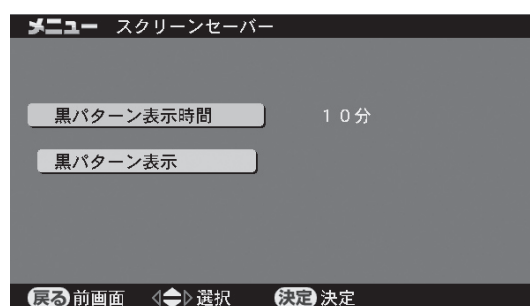 メニュー スクリーンセーバー
黒パターン表示時間 10分
黒パターン表示
戻る 前画面 選択 決定 決定